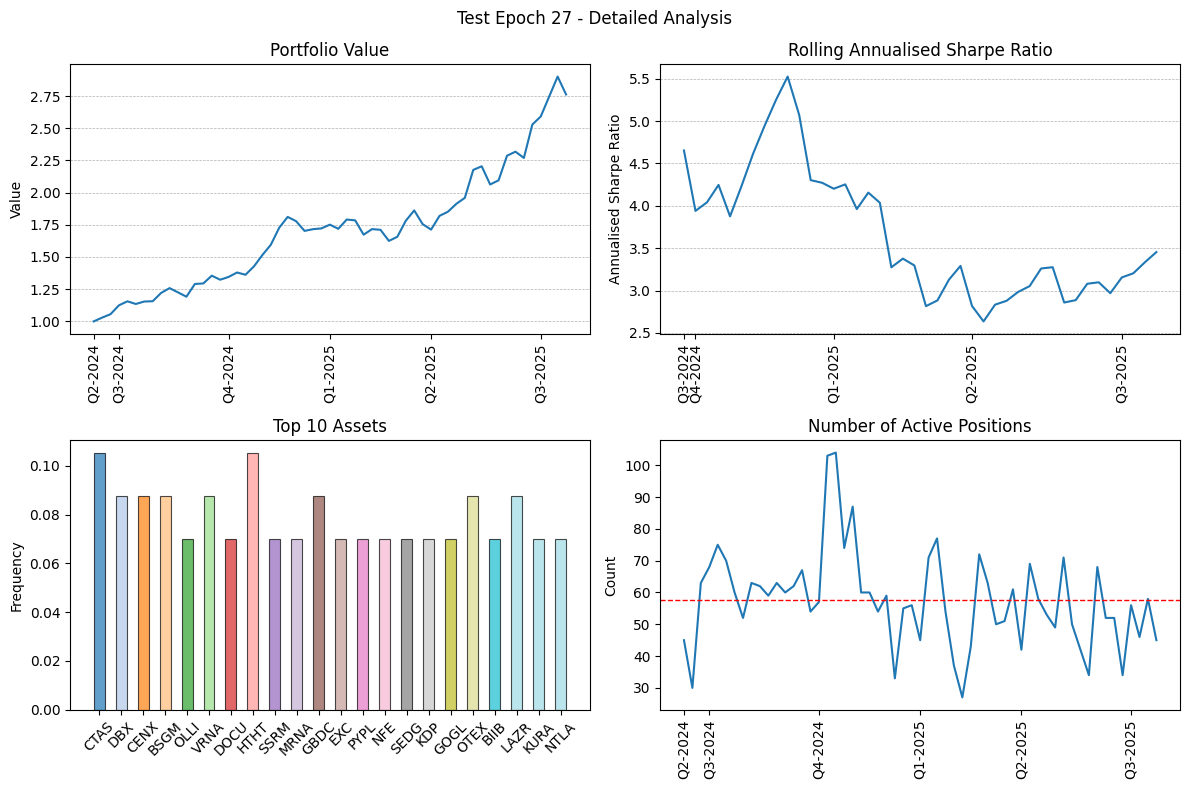 Test Epoch 27 - Detailed Analysis
Portfolio Value
Value
2.75
2.50
2.25
2.00
1.75
1.50
1.25
1.00
Q2-2024
Q3-2024
Q4-2024
Q1-2025
Q2-2025
Q3-2025
Rolling Annualised Sharpe Ratio
Annualised Sharpe Ratio
5.5
5.0
4.5
4.0
3.5
3.0
2.5
Q3-2024
Q4-2024
Q1-2025
Q2-2025
Q3-2025
Top 10 Assets
Frequency
0.10
0.08
0.06
0.04
0.02
0.00
CTAS
DBX
CENX
BSGM
OLLI
VRNA
DOCU
HTHT
SSRM
MRNA
GBDC
EXC
PYPL
NFE
SEDG
KDP
GOGL
OTEX
BIIB
LAZR
KURA
NTLA
Number of Active Positions
Count
100
90
80
70
60
50
40
30
Q2-2024
Q3-2024
Q4-2024
Q1-2025
Q2-2025
Q3-2025